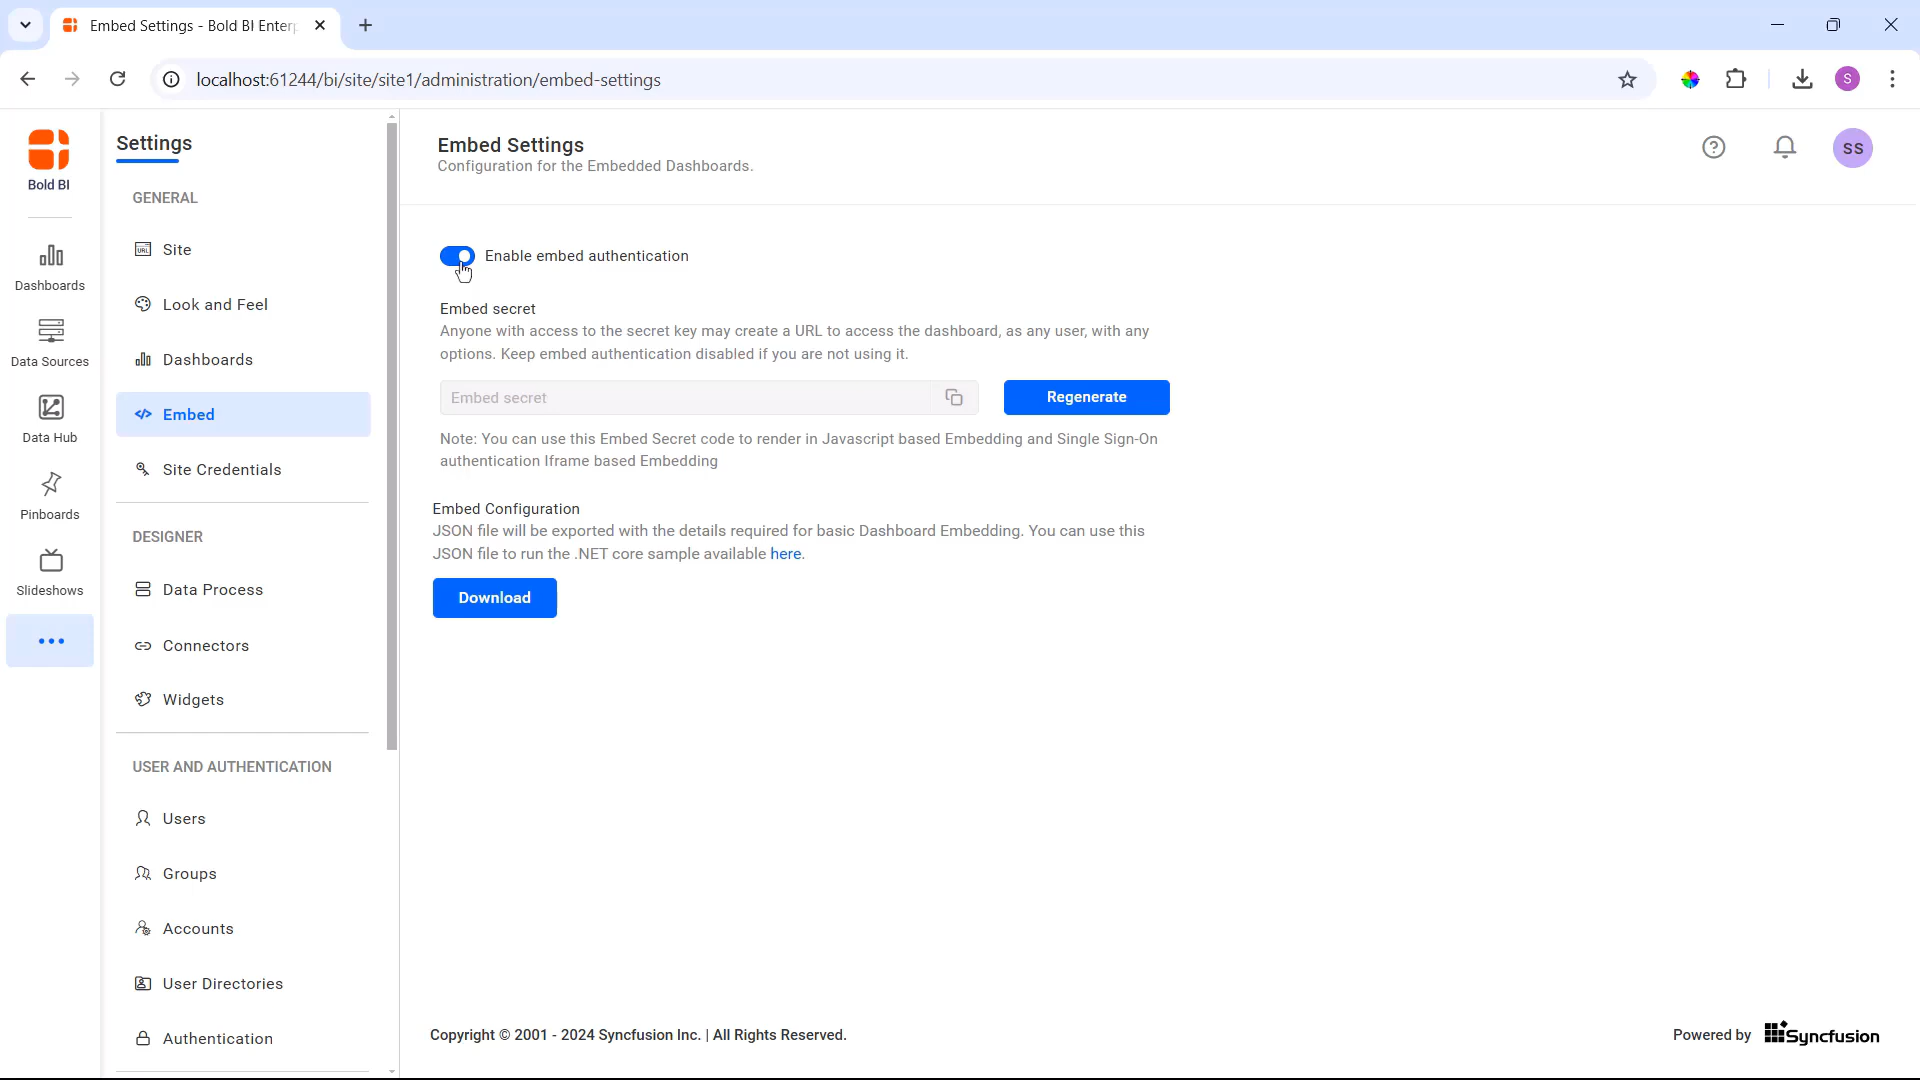 Embed Settings - Bold BI Enterp
localhost:61244/bi/site/site1/administration/embed-settings
S
Bold BI
Dashboards
Data Sources
Data Hub
Pinboards
Slideshows
Settings
GENERAL
URL
Site
Look and Feel
Dashboards
Embed
Site Credentials
DESIGNER
Data Process
Connectors
Widgets
USER AND AUTHENTICATION
Users
Groups
Accounts
User Directories
Authentication
Embed Settings
Configuration for the Embedded Dashboards.
SS
Enable embed authentication
Embed secret
Anyone with access to the secret key may create a URL to access the dashboard, as any user, with any
options. Keep embed authentication disabled if you are not using it.
Embed secret
Regenerate
Note: You can use this Embed Secret code to render in Javascript based Embedding and Single Sign-On
authentication Iframe based Embedding
Embed Configuration
JSON file will be exported with the details required for basic Dashboard Embedding. You can use this
JSON file to run the .NET core sample available here.
Download
Copyright © 2001 - 2024 Syncfusion Inc. | All Rights Reserved.
Powered by Syncfusion